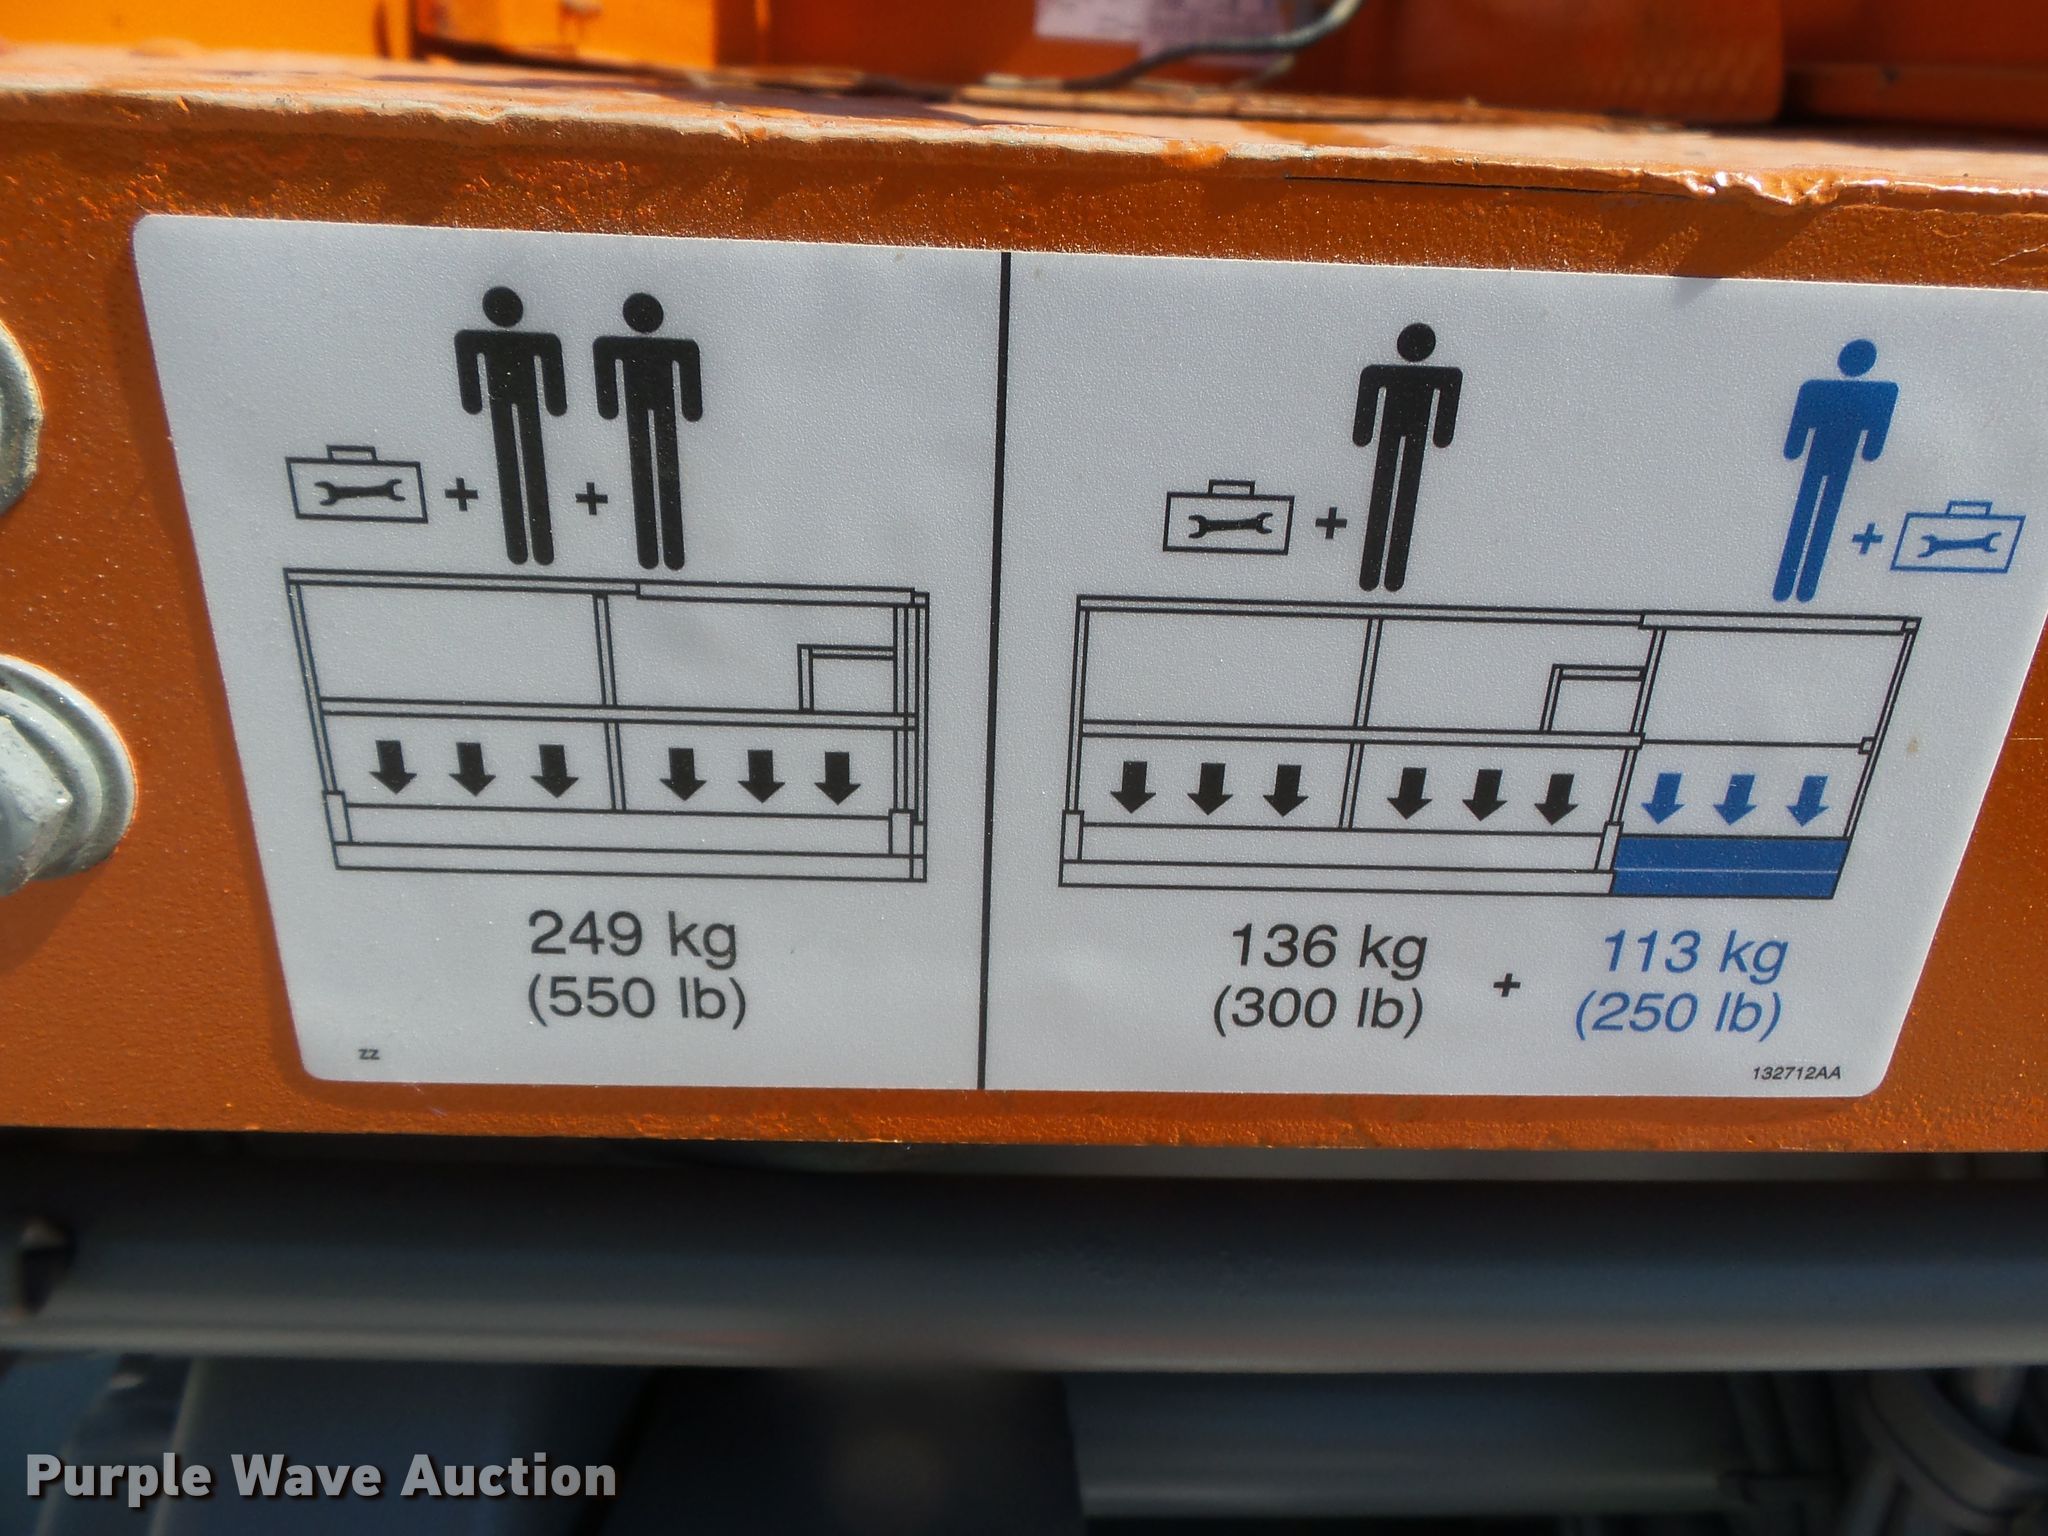 249 kg
(550 lb)
zz
136 kg
(300 lb)
+
113 kg
(250 lb)
132712AA
Purple Wave Auction